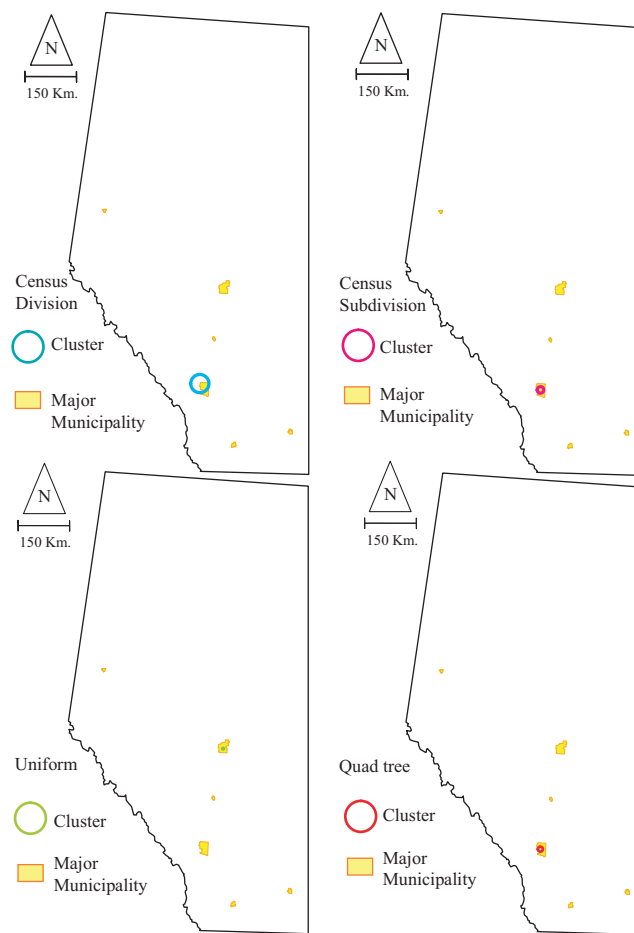 N
150 Km.
Census
Division
Cluster
Major
Municipality
N
150 Km.
Census
Subdivision
Cluster
Major
Municipality
N
150 Km.
Uniform
Cluster
Major
Municipality
N
150 Km.
Quad tree
Cluster
Major
Municipality